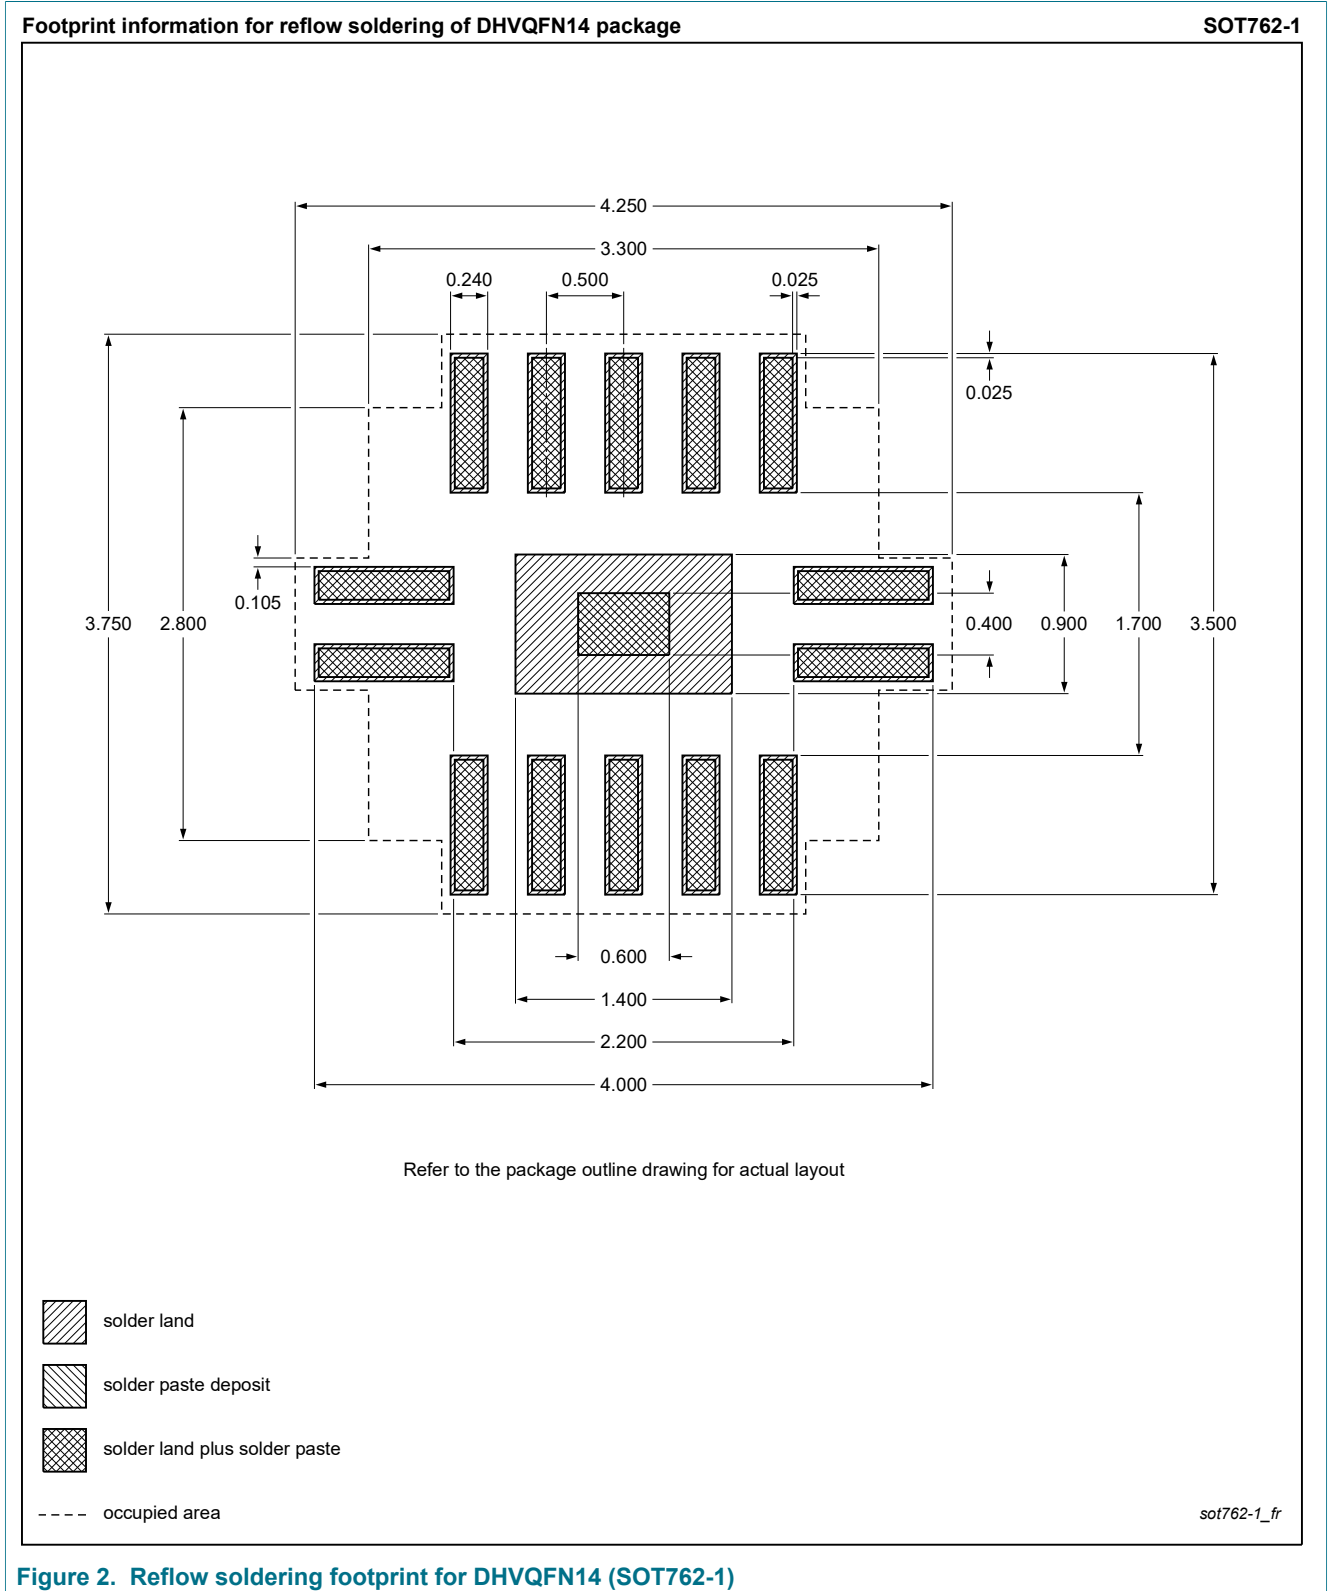 Footprint information for reflow soldering of DHVQFN14 package SOT762-1
4.250
3.300
0.240 0.500 0.025
0.025
0.105
3.750 2.800 0.400 0.900 1.700 3.500
0.600
1.400
2.200
4.000
Refer to the package outline drawing for actual layout
solder land
solder paste deposit
solder land plus solder paste
occupied area sot762-1_fr
Figure 2. Reflow soldering footprint for DHVQFN14 (SOT762-1)